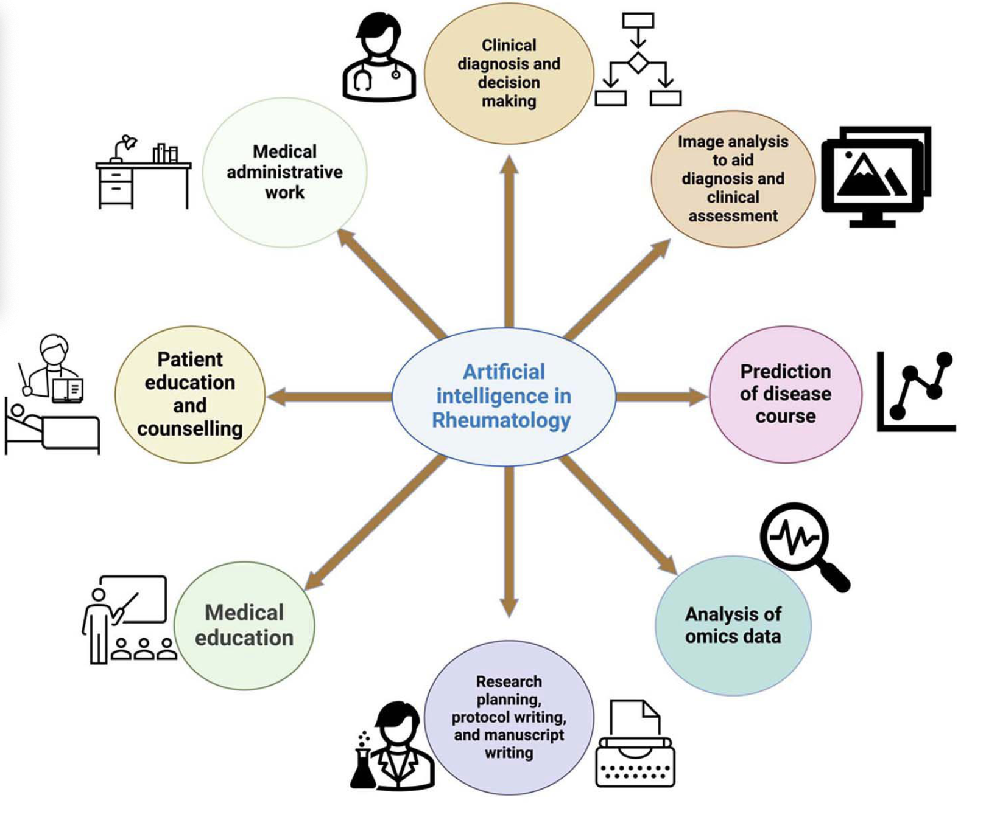 Clinical
diagnosis and
decision
making
Medical
administrative
work
Image analysis
to aid
diagnosis and
clinical
assessment
Patient
education
and
counselling
Artificial
intelligence in
Rheumatology
Prediction
of disease
course
Medical
education
Analysis of
omics data
Research
planning,
protocol writing,
and manuscript
writing